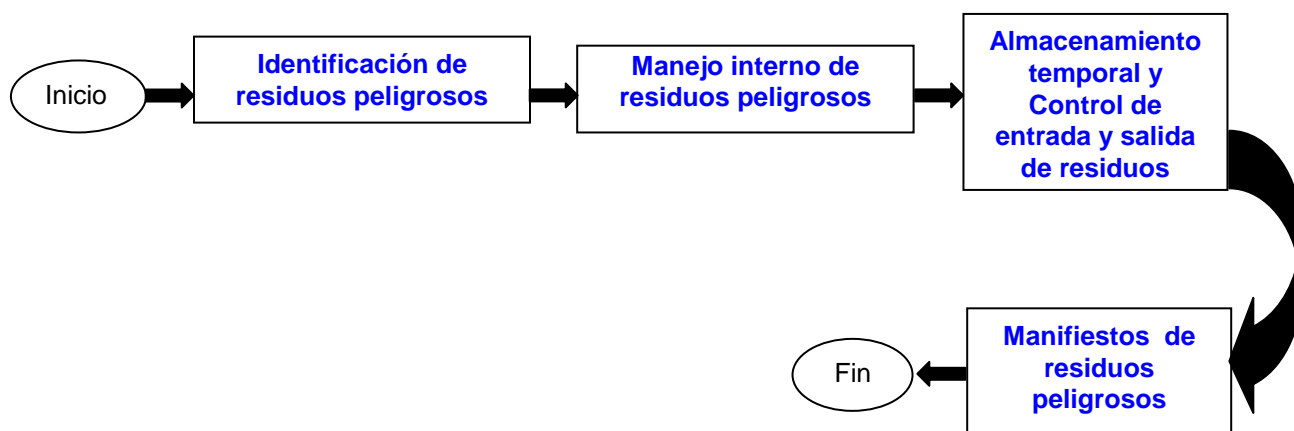 Inicio
Identificación de
residuos peligrosos
Manejo interno de
residuos peligrosos
Almacenamiento
temporal y
Control de
entrada y salida
de residuos
Manifiestos de
residuos
peligrosos
Fin